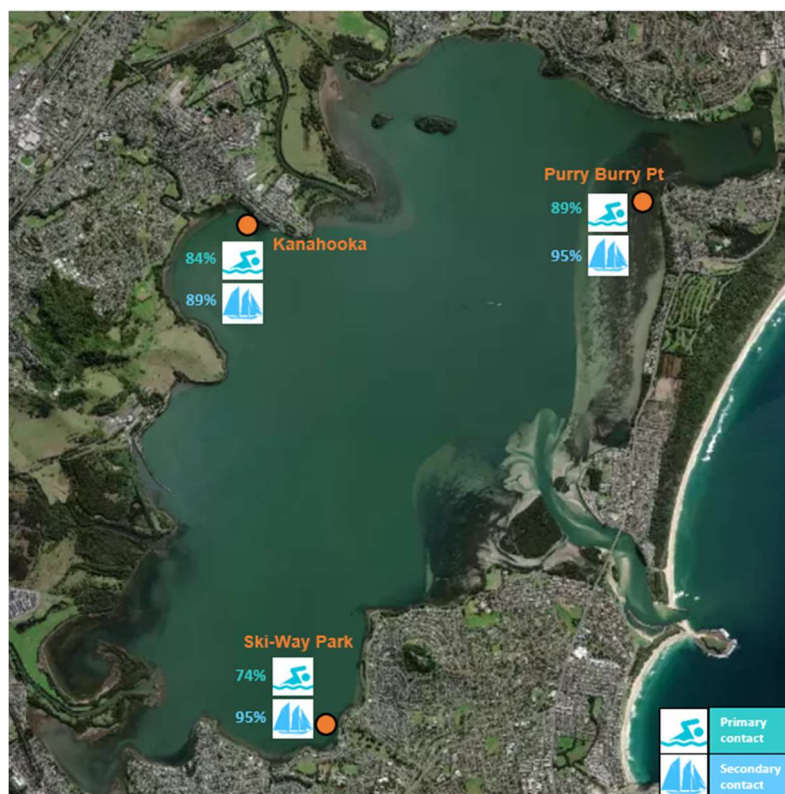 Purry Burry Pt
89%
95%
Kanahooka
84%
89%
Ski-Way Park
74%
95%
Primary
contact
Secondary
contact